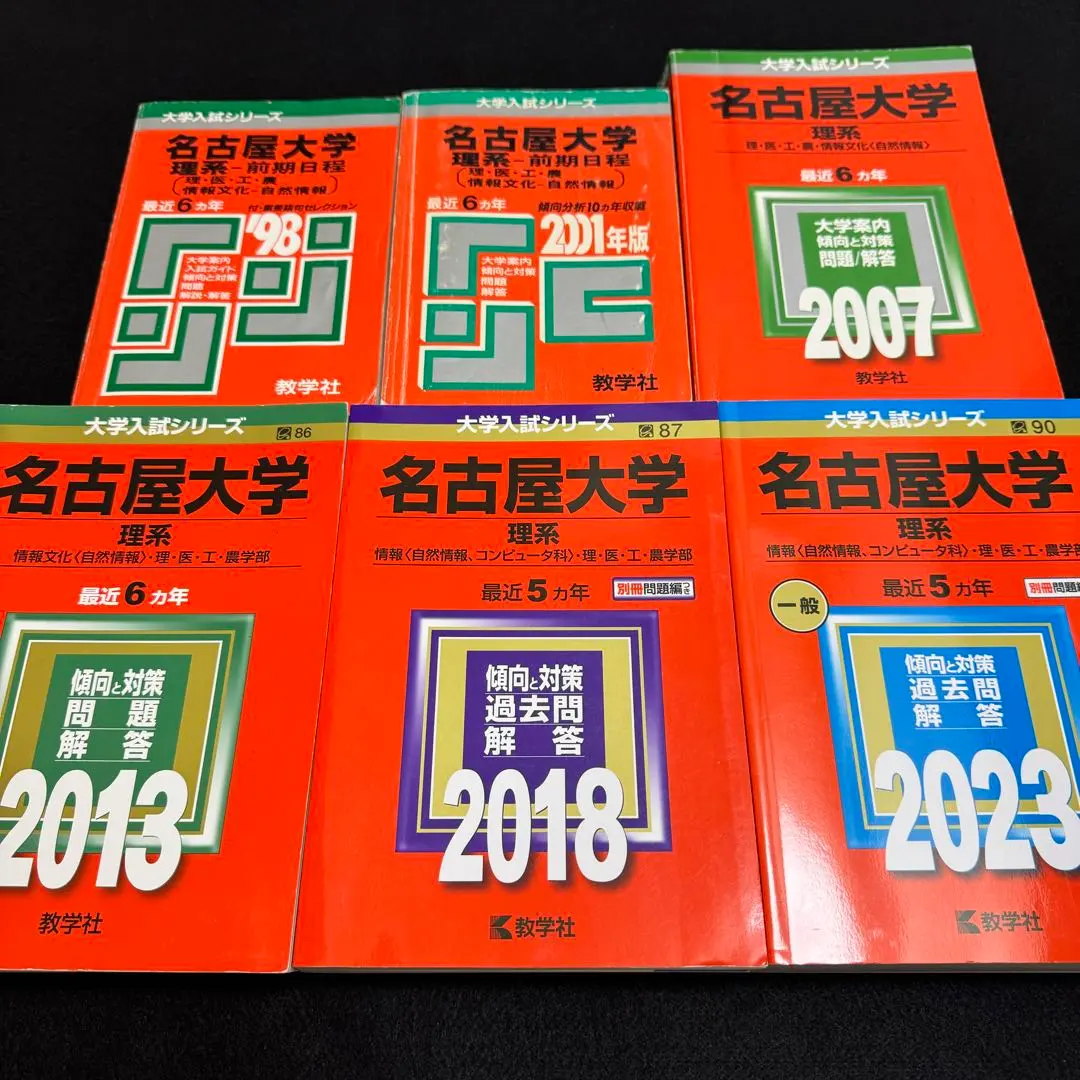 大学入試シリーズ
名古屋大学
理系-前期日程
理・医・工・農
情報文化-自然情報
最近6ヵ年
付・重要語句セレクション
'98
大学案内
入試ガイド
傾向と対策
問題
解説・解答
教学社
大学入試シリーズ
名古屋大学
理系-前期日程
理・医・工・農
情報文化-自然情報
最近6ヵ年
傾向分析10ヵ年収載
2001年版
大学案内
傾向と対策
問題
解答
教学社
大学入試シリーズ
名古屋大学
理系
理・医・工・農・情報文化〈自然情報〉
最近6ヵ年
大学案内
傾向と対策
問題/解答
2007
教学社
大学入試シリーズ
86
名古屋大学
理系
情報文化〈自然情報〉・理・医・工・農学部
最近6ヵ年
傾向と対策
問題
解答
2013
教学社
大学入試シリーズ
87
名古屋大学
理系
情報〈自然情報、コンピュータ科〉・理・医・工・農学部
最近5ヵ年
別冊問題編つき
傾向と対策
過去問
解答
2018
教学社
大学入試シリーズ
90
名古屋大学
理系
情報〈自然情報、コンピュータ科〉・理・医・工・農学部
最近5ヵ年
別冊問題
一般
傾向と対策
過去問
解答
2023
教学社